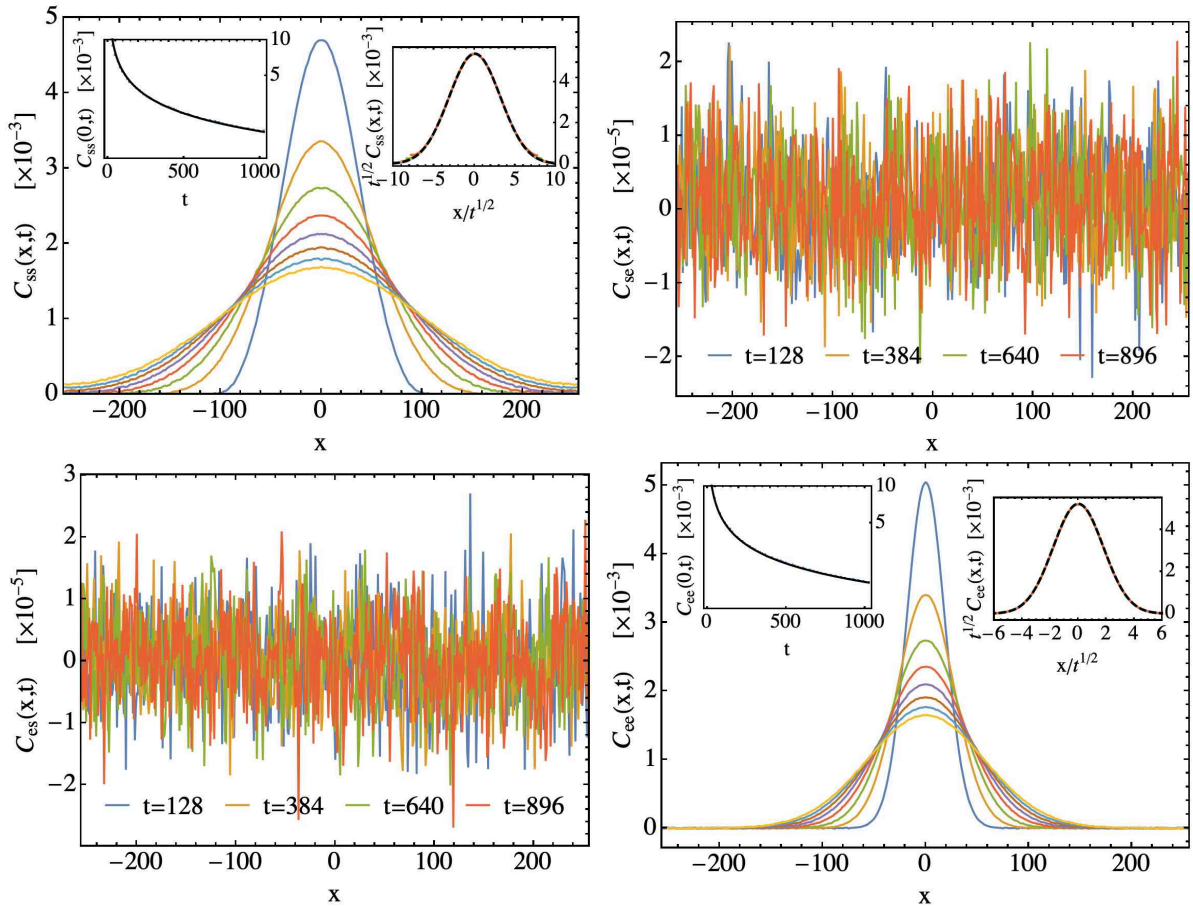 5
4
3
2
1
0
C_ss(x,t) [×10⁻³]
−200 −100 0 100 200
x
C_ss(0,t) [×10⁻³]
10
5
0 500 1000
t
t^1/2 C_ss(x,t) [×10⁻³]
4
2
0
−10 −5 0 5 10
x/t^1/2
2
1
0
−1
−2
C_se(x,t) [×10⁻⁵]
t=128 t=384 t=640 t=896
−200 −100 0 100 200
x
3
2
1
0
−1
−2
C_es(x,t) [×10⁻⁵]
t=128 t=384 t=640 t=896
−200 −100 0 100 200
x
5
4
3
2
1
0
C_ee(x,t) [×10⁻³]
−200 −100 0 100 200
x
C_ee(0,t) [×10⁻³]
10
5
0 500 1000
t
t^1/2 C_ee(x,t) [×10⁻³]
4
2
0
−6 −4 −2 0 2 4 6
x/t^1/2